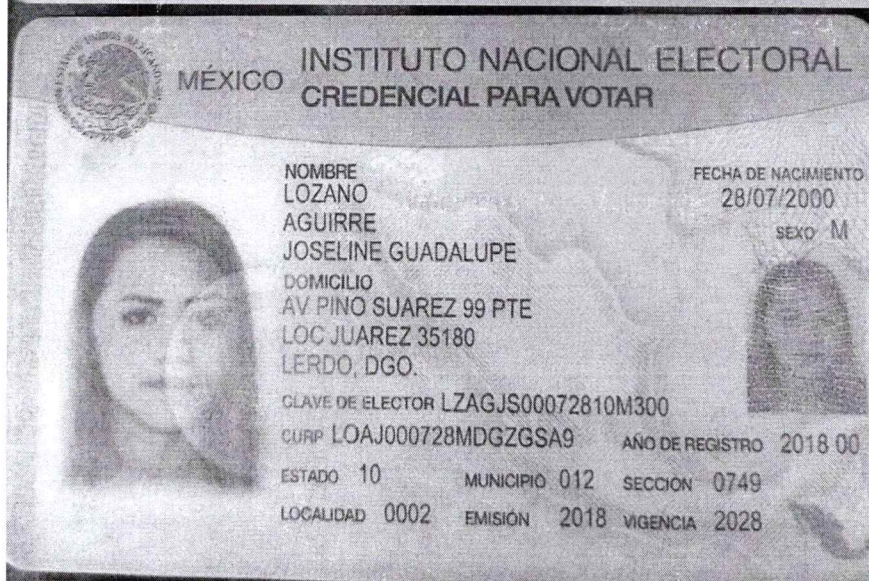 MÉXICO
INSTITUTO NACIONAL ELECTORAL
CREDENCIAL PARA VOTAR
NOMBRE
LOZANO
AGUIRRE
JOSELINE GUADALUPE
FECHA DE NACIMIENTO
28/07/2000
SEXO M
DOMICILIO
AV PINO SUAREZ 99 PTE
LOC JUAREZ 35180
LERDO, DGO.
CLAVE DE ELECTOR LZAGJS00072810M300
CURP LOAJ000728MDGZGSA9 AÑO DE REGISTRO 2018 00
ESTADO 10 MUNICIPIO 012 SECCIÓN 0749
LOCALIDAD 0002 EMISIÓN 2018 VIGENCIA 2028